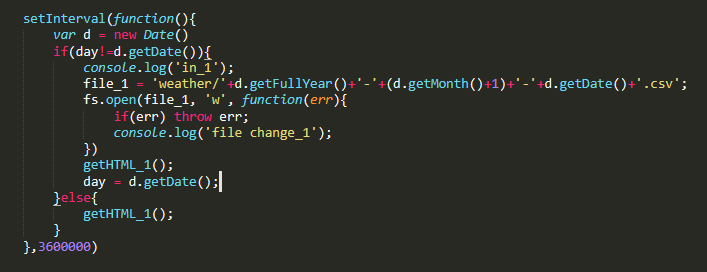 setInterval(function(){
    var d = new Date()
    if(day!=d.getDate()){
        console.log('in_1');
        file_1 = 'weather/'+d.getFullYear()+'-'+(d.getMonth()+1)+'-'+d.getDate()+'.csv';
        fs.open(file_1, 'w', function(err){
            if(err) throw err;
            console.log('file change_1');
        })
        getHTML_1();
        day = d.getDate();
    }else{
        getHTML_1();
    }
},3600000)